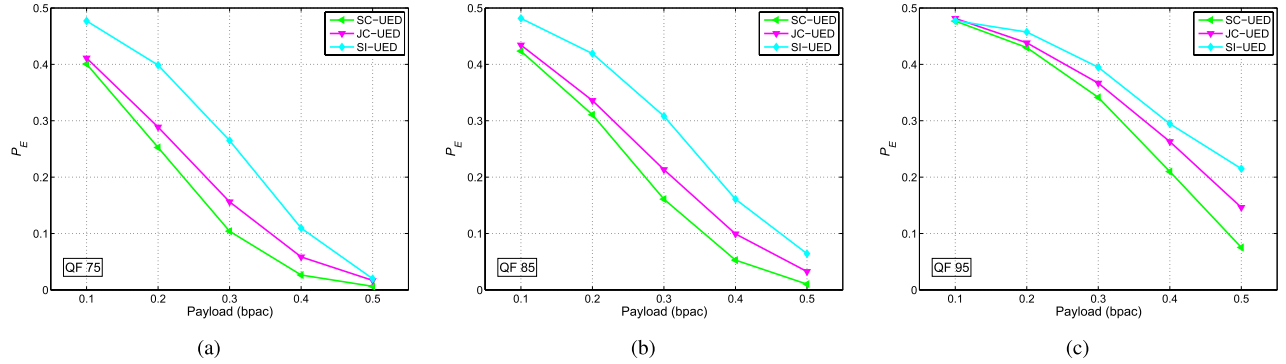 0.5
0.4
0.3
0.2
0.1
0
P_E
SC-UED
JC-UED
SI-UED
QF 75
0.1 0.2 0.3 0.4 0.5
Payload (bpac)
(a)
0.5
0.4
0.3
0.2
0.1
0
P_E
SC-UED
JC-UED
SI-UED
QF 85
0.1 0.2 0.3 0.4 0.5
Payload (bpac)
(b)
0.5
0.4
0.3
0.2
0.1
0
P_E
SC-UED
JC-UED
SI-UED
QF 95
0.1 0.2 0.3 0.4 0.5
Payload (bpac)
(c)